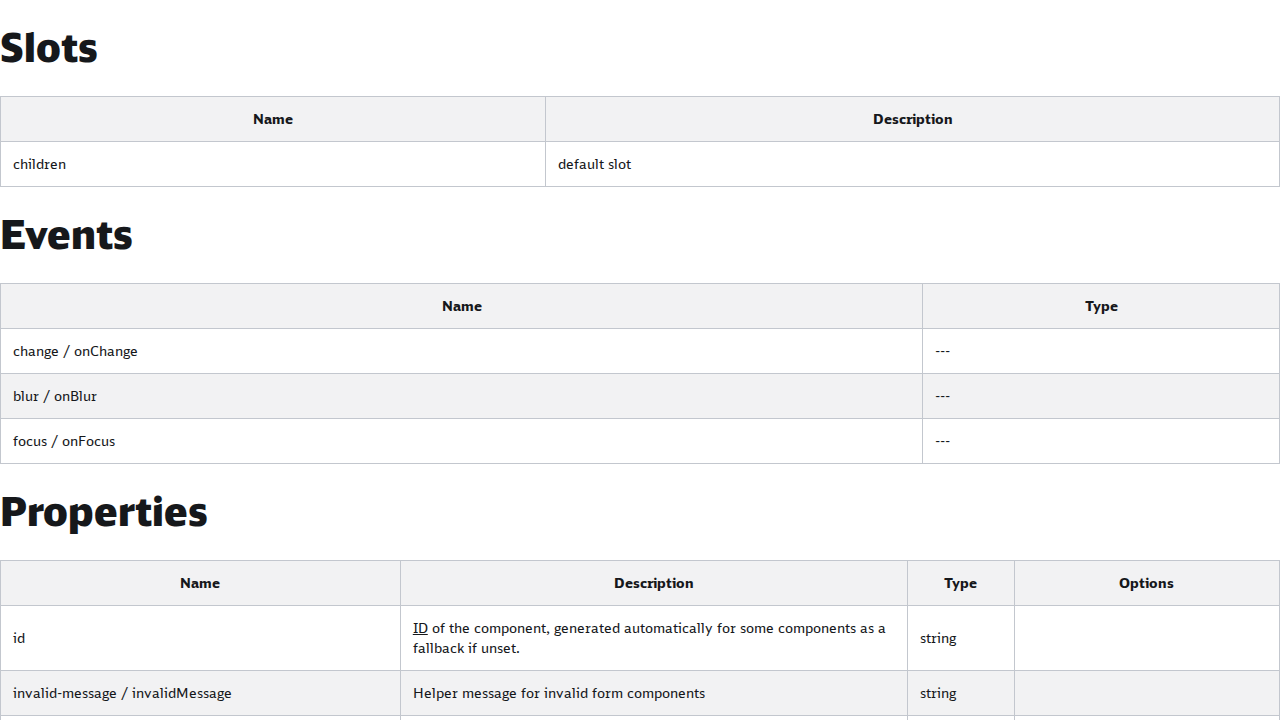 Slots
Name Description
children default slot
Events
Name Type
change / onChange ---
blur / onBlur ---
focus / onFocus ---
Properties
Name Description Type Options
id ID of the component, generated automatically for some components as a string
fallback if unset.
invalid-message / invalidMessage Helper message for invalid form components string